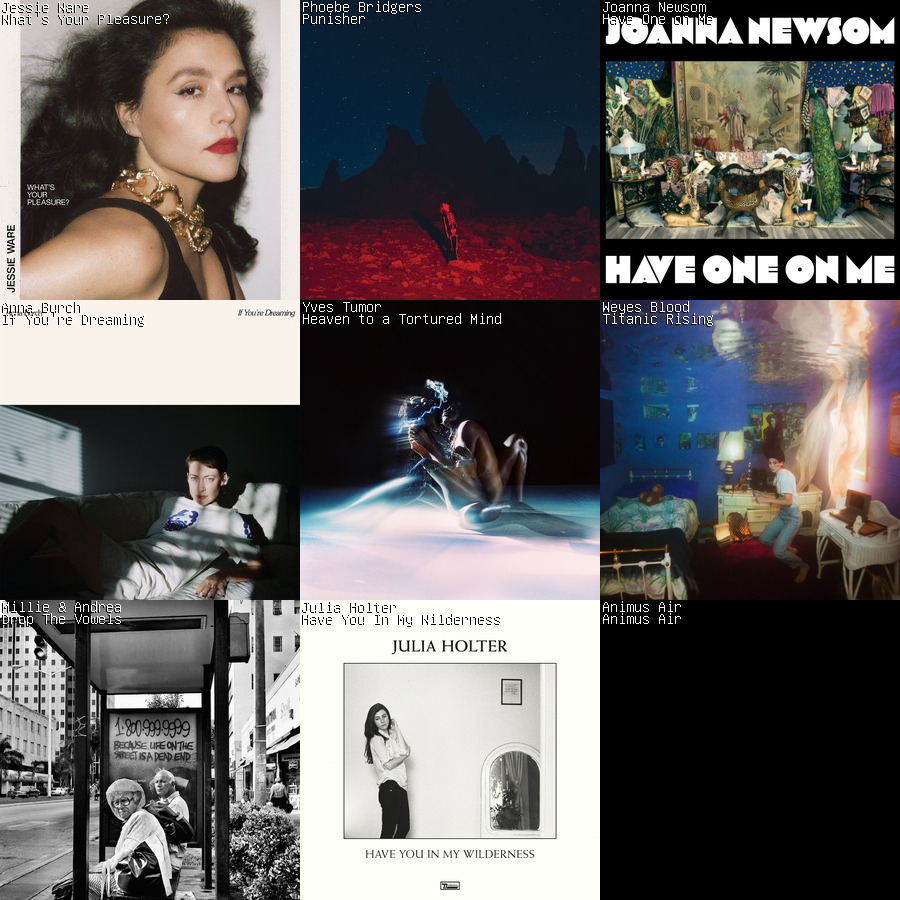 Jessie Ware
What's Your Pleasure?
WHAT'S
YOUR
PLEASURE?
JESSIE WARE
Phoebe Bridgers
Punisher
Joanna Newsom
Have One on Me
JOANNA NEWSOM
HAVE ONE ON ME
Anna Burch
If You're Dreaming
If You're Dreaming
Yves Tumor
Heaven to a Tortured Mind
Weyes Blood
Titanic Rising
Millie & Andrea
Drop The Vowels
1-800-999-9999
BECAUSE LIFE ON THE
STREET IS A DEAD END
Julia Holter
Have You In My Wilderness
JULIA HOLTER
HAVE YOU IN MY WILDERNESS
Animus Air
Animus Air